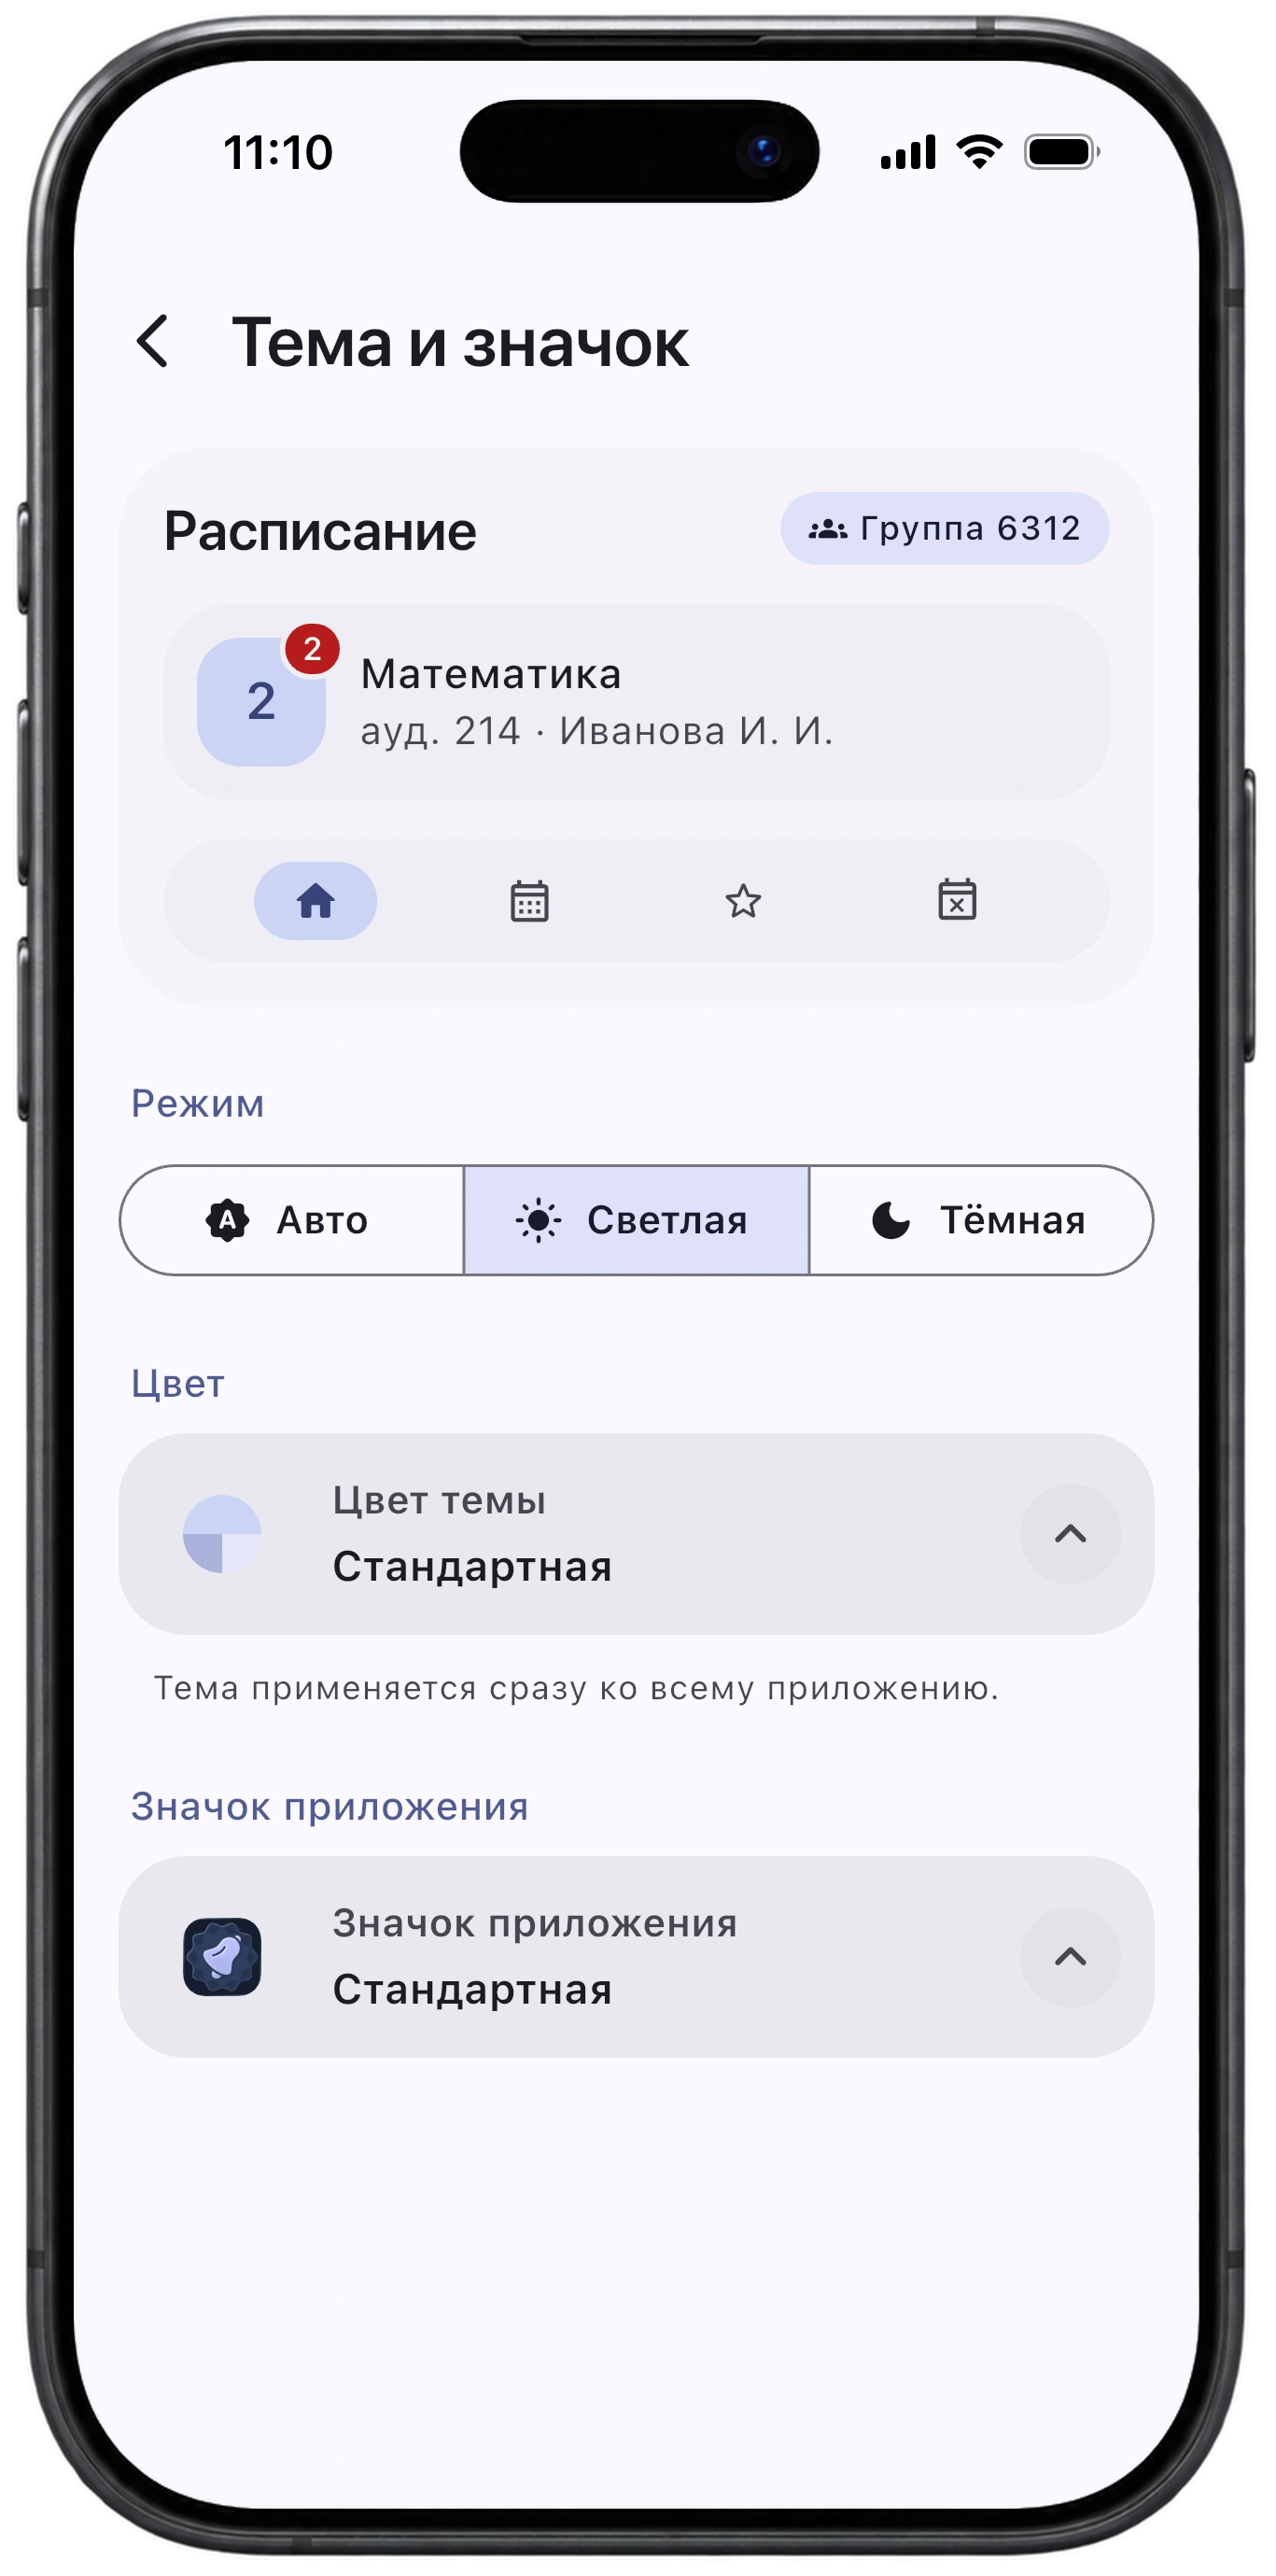 11:10
Тема и значок
Расписание
Группа 6312
2
2
Математика
ауд. 214 · Иванова И. И.
Режим
A Авто
Светлая
Тёмная
Цвет
Цвет темы
Стандартная
Тема применяется сразу ко всему приложению.
Значок приложения
Значок приложения
Стандартная